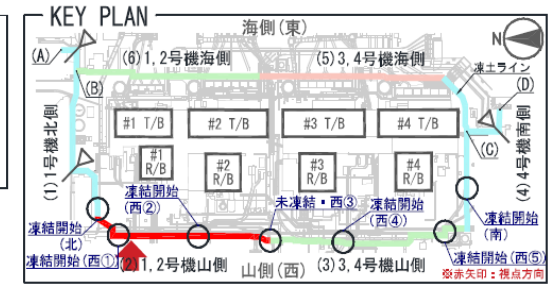 KEY PLAN
海側(東)
N
(A)
(6)1,2号機海側
(5)3,4号機海側
凍土ライン
(B)
(D)
#1 T/B
#2 T/B
#3 T/B
#4 T/B
(1)1号機北側
#1
R/B
#2
R/B
#3
R/B
#4
R/B
(C)
(4)4号機南側
凍結開始
(西②)
未凍結・西③
凍結開始
(西④)
凍結開始
(北)
凍結開始
(南)
凍結開始(西①)
(2)1,2号機山側
山側(西)
(3)3,4号機山側
凍結開始(西⑤)
※赤矢印：視点方向